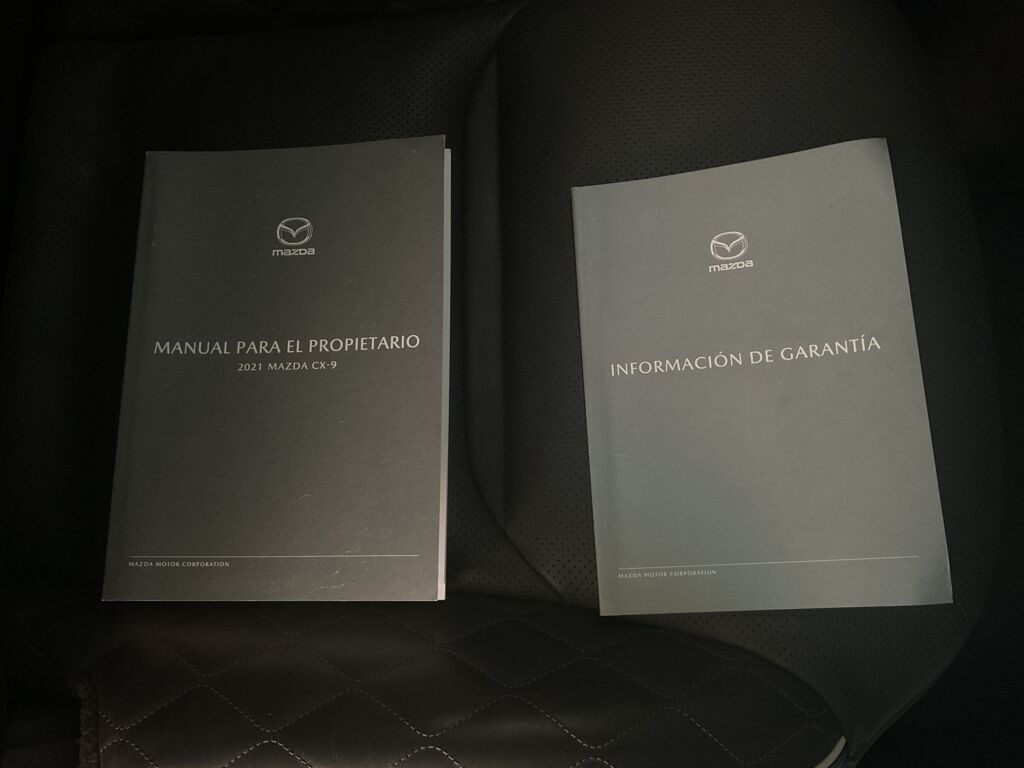 mazda
MANUAL PARA EL PROPIETARIO
2021 MAZDA CX-9
MAZDA MOTOR CORPORATION
mazda
INFORMACIÓN DE GARANTÍA
MAZDA MOTOR CORPORATION